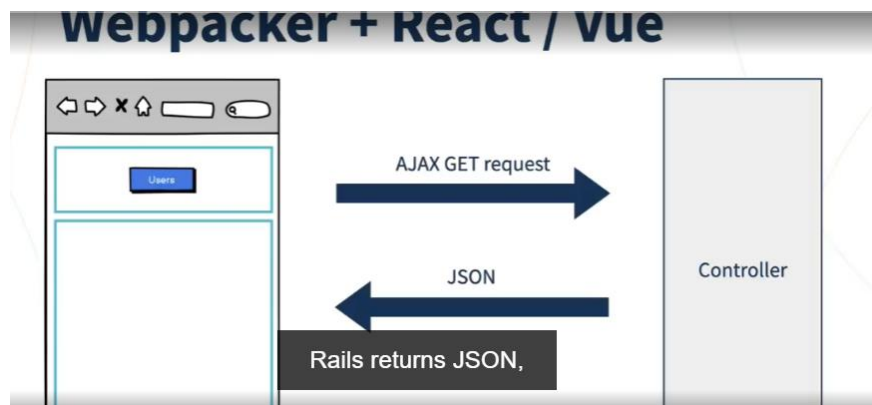 Webpacker + React / Vue
Users
AJAX GET request
JSON
Controller
Rails returns JSON,